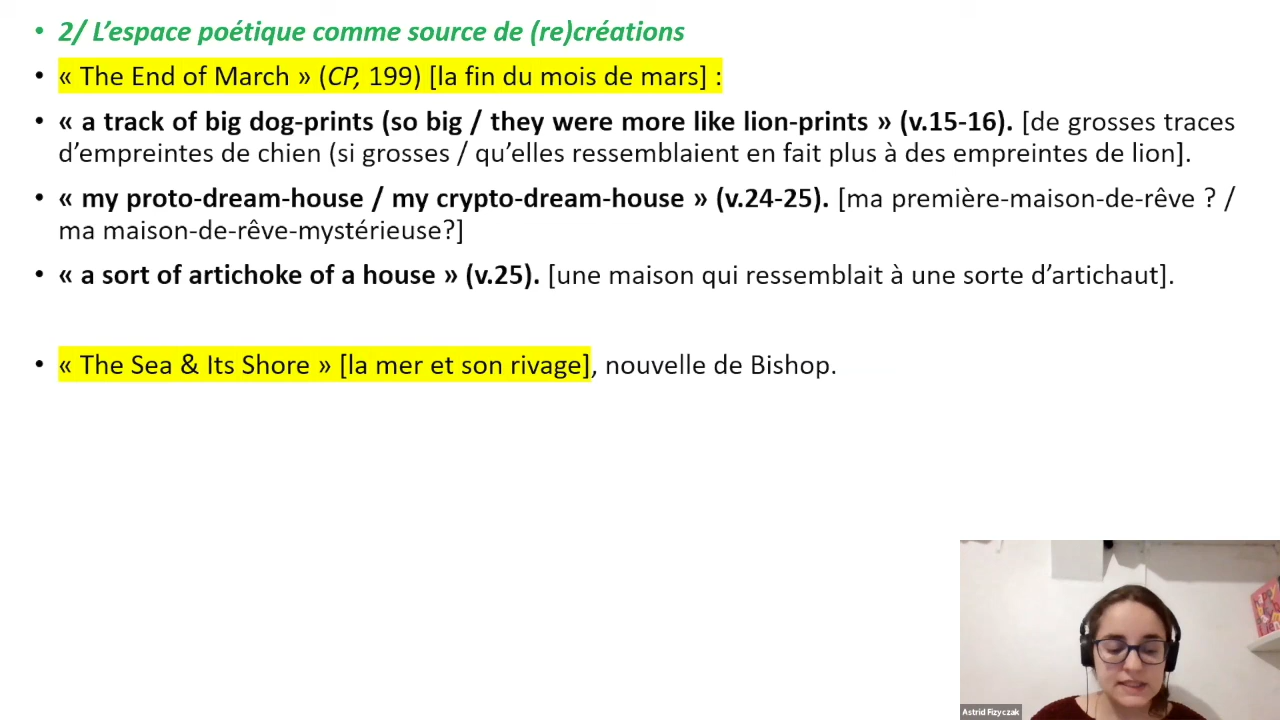 • 2/ L’espace poétique comme source de (re)créations
• « The End of March » (CP, 199) [la fin du mois de mars] :
• « a track of big dog-prints (so big / they were more like lion-prints » (v.15-16). [de grosses traces
d’empreintes de chien (si grosses / qu’elles ressemblaient en fait plus à des empreintes de lion].
• « my proto-dream-house / my crypto-dream-house » (v.24-25). [ma première-maison-de-rêve ? /
ma maison-de-rêve-mystérieuse?]
• « a sort of artichoke of a house » (v.25). [une maison qui ressemblait à une sorte d’artichaut].
• « The Sea & Its Shore » [la mer et son rivage], nouvelle de Bishop.
Astrid Fizyczak